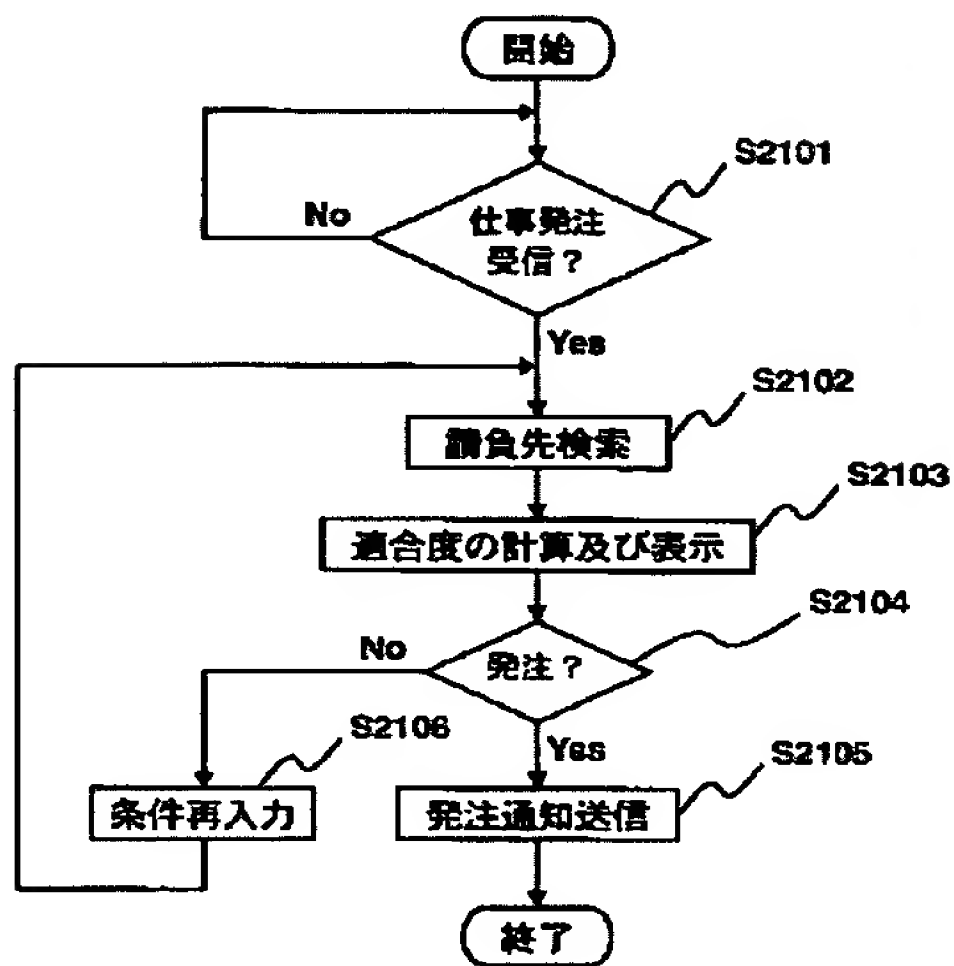 開始
S2101
No
仕事発注
受信？
Yes
S2102
請負先検索
S2103
適合度の計算及び表示
S2104
No
発注？
S2106
Yes
S2105
条件再入力
発注通知送信
終了